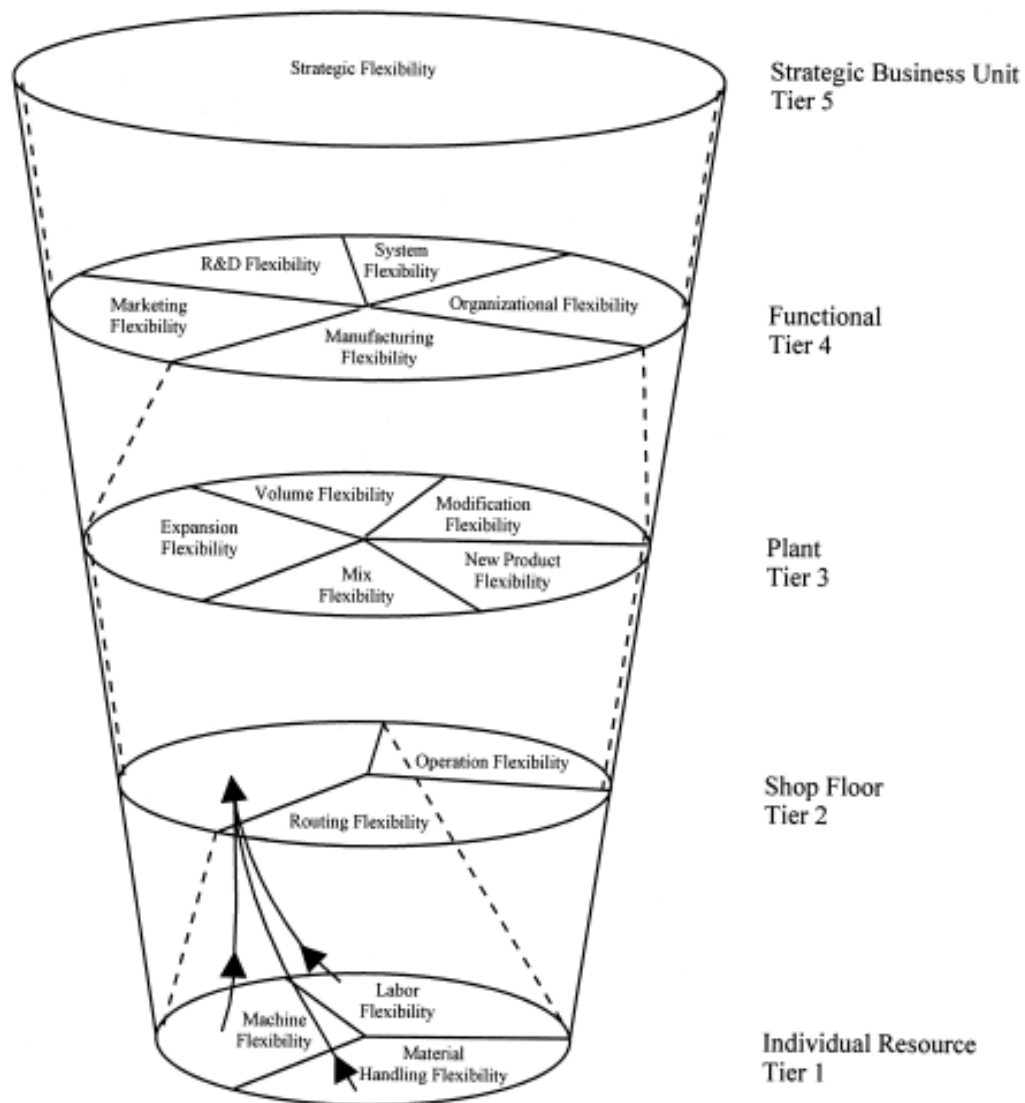 Strategic Flexibility
Strategic Business Unit
Tier 5
R&D Flexibility
System
Flexibility
Marketing
Flexibility
Organizational Flexibility
Manufacturing
Flexibility
Functional
Tier 4
Volume Flexibility
Modification
Flexibility
Expansion
Flexibility
New Product
Flexibility
Mix
Flexibility
Plant
Tier 3
Operation Flexibility
Routing Flexibility
Shop Floor
Tier 2
Labor
Flexibility
Machine
Flexibility
Material
Handling Flexibility
Individual Resource
Tier 1